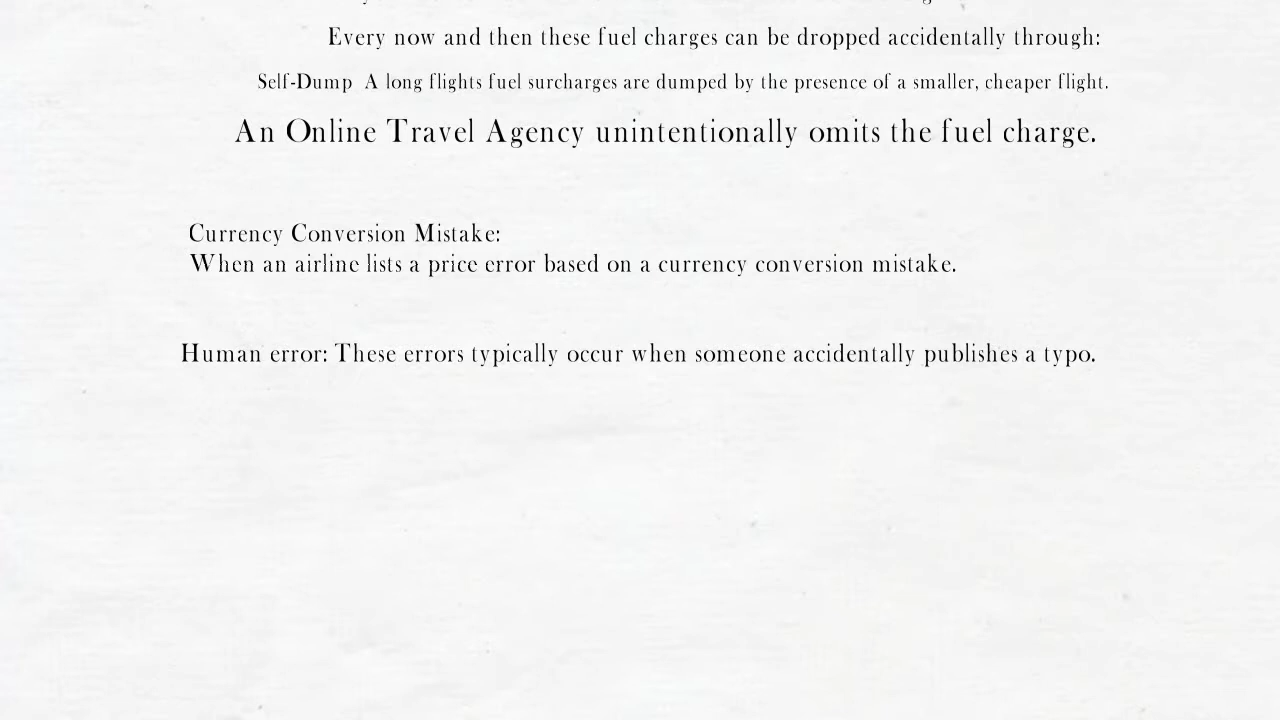 Every now and then these fuel charges can be dropped accidentally through:
Self-Dump A long flights fuel surcharges are dumped by the presence of a smaller, cheaper flight.
An Online Travel Agency unintentionally omits the fuel charge.
Currency Conversion Mistake:
When an airline lists a price error based on a currency conversion mistake.
Human error: These errors typically occur when someone accidentally publishes a typo.